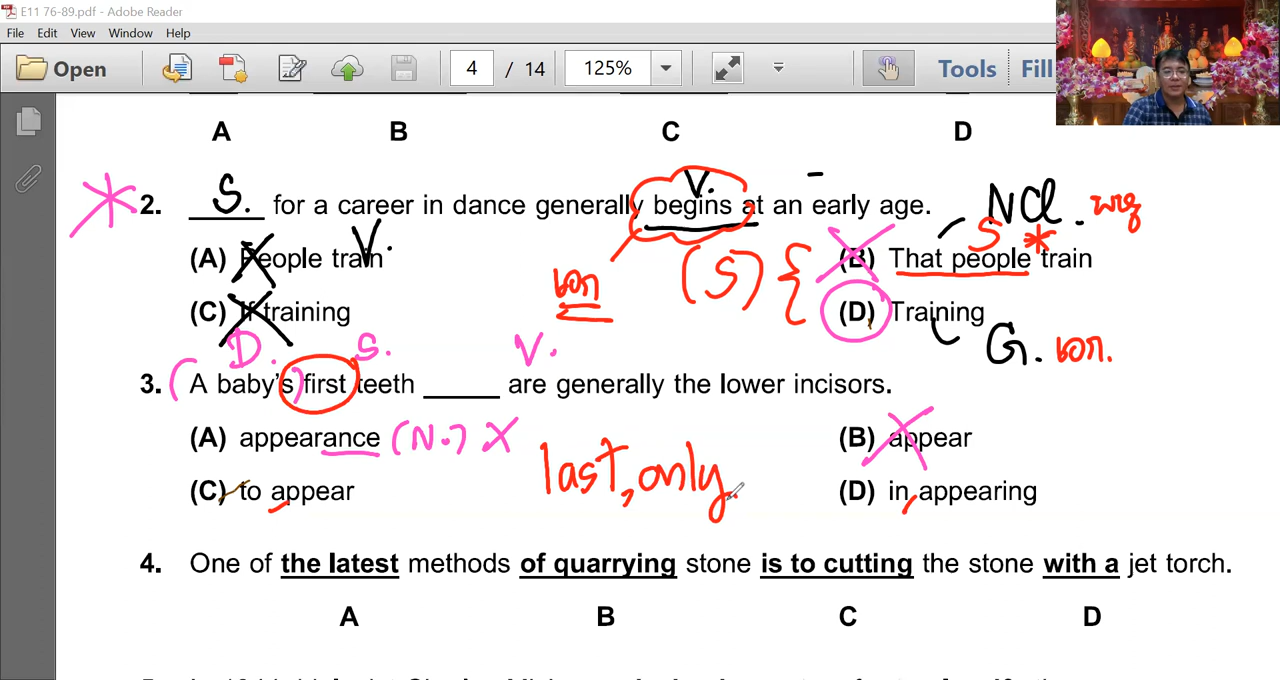 E11 76-89.pdf - Adobe Reader
File Edit View Window Help
Open 4 / 14 125% Tools Fill
A B C D
S. V.
2. ______ for a career in dance generally begins at an early age. NCl.
(A) People train V. (B) That people train S *
(C) If training (S) { (D) Training G.
D. S. V.
3. (A baby's) first teeth _____ are generally the lower incisors.
(A) appearance (N.) X (B) appear
(C) to appear last, only (D) in appearing
4. One of the latest methods of quarrying stone is to cutting the stone with a jet torch.
A B C D